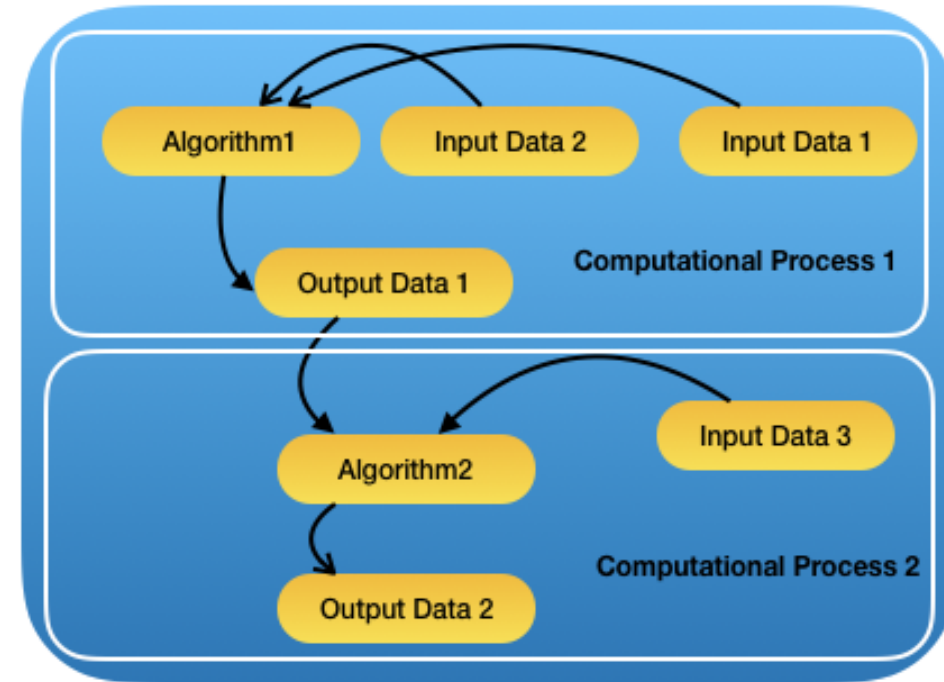 Algorithm1
Input Data 2
Input Data 1
Computational Process 1
Output Data 1
Input Data 3
Algorithm2
Computational Process 2
Output Data 2